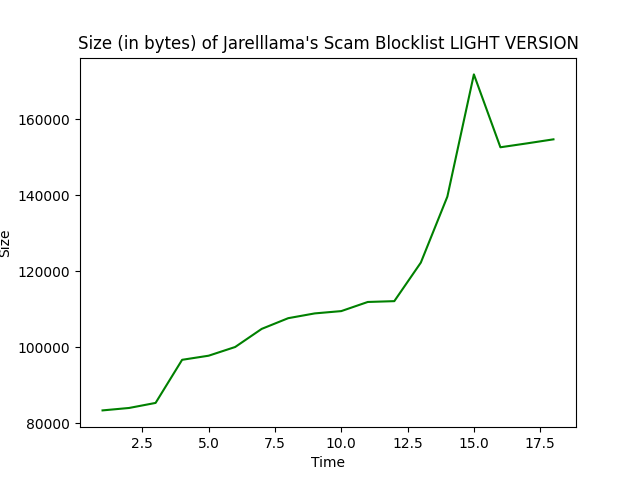 Size (in bytes) of Jarelllama's Scam Blocklist LIGHT VERSION
160000
140000
120000
100000
80000
Size
2.5 5.0 7.5 10.0 12.5 15.0 17.5
Time